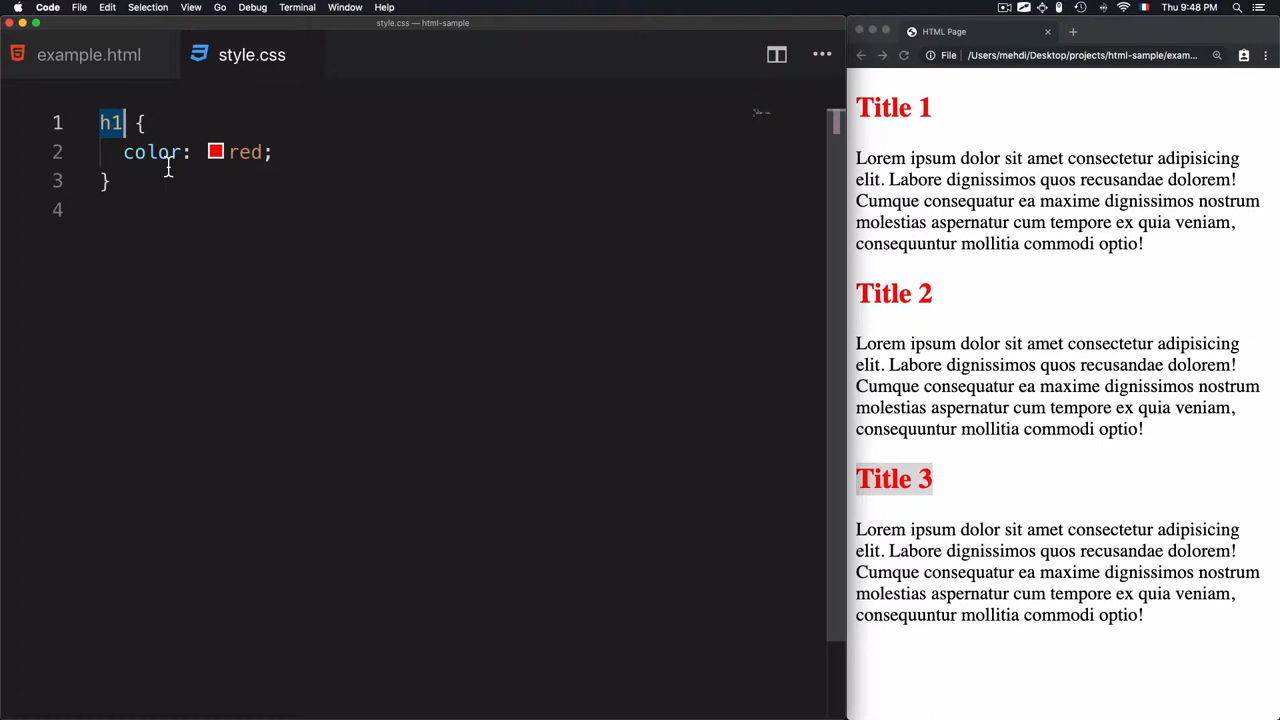 Code File Edit Selection View Go Debug Terminal Window Help
Thu 9:48 PM
style.css — html-sample
example.html
style.css
1 h1 {
2 color: red;
3 }
4
HTML Page
File /Users/mehdi/Desktop/projects/html-sample/exam...
Title 1
Lorem ipsum dolor sit amet consectetur adipisicing
elit. Labore dignissimos quos recusandae dolorem!
Cumque consequatur ea maxime dignissimos nostrum
molestias aspernatur cum tempore ex quia veniam,
consequuntur mollitia commodi optio!
Title 2
Lorem ipsum dolor sit amet consectetur adipisicing
elit. Labore dignissimos quos recusandae dolorem!
Cumque consequatur ea maxime dignissimos nostrum
molestias aspernatur cum tempore ex quia veniam,
consequuntur mollitia commodi optio!
Title 3
Lorem ipsum dolor sit amet consectetur adipisicing
elit. Labore dignissimos quos recusandae dolorem!
Cumque consequatur ea maxime dignissimos nostrum
molestias aspernatur cum tempore ex quia veniam,
consequuntur mollitia commodi optio!